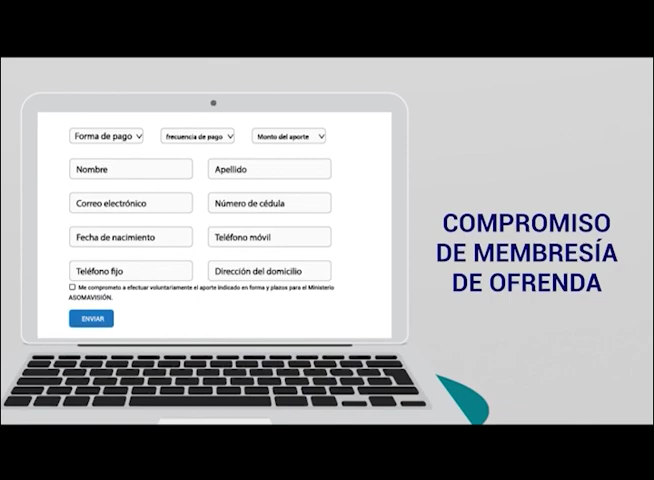 Forma de pago
frecuencia de pago
Monto del aporte
Nombre
Apellido
Correo electrónico
Número de cédula
Fecha de nacimiento
Teléfono móvil
Teléfono fijo
Dirección del domicilio
Me comprometo a efectuar voluntariamente el aporte indicado en forma y plazos para el Ministerio
ASOMAVISIÓN.
ENVIAR
COMPROMISO
DE MEMBRESÍA
DE OFRENDA